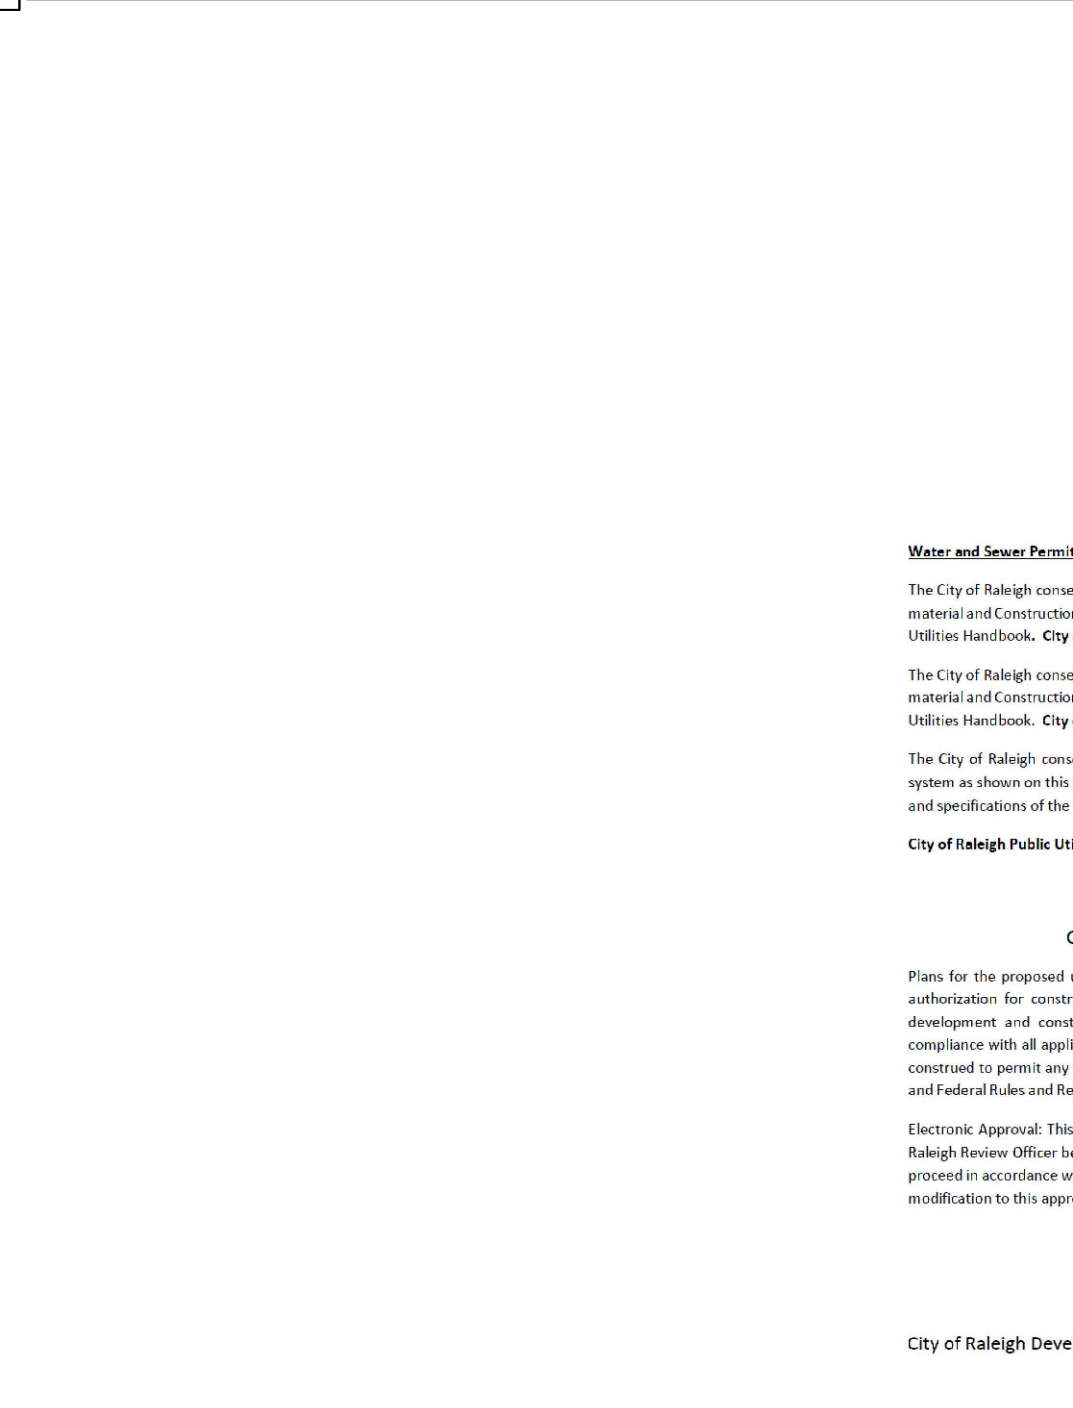 Water and Sewer Permit
The City of Raleigh conse
material and Construction
Utilities Handbook. City
The City of Raleigh conse
material and Construction
Utilities Handbook. City
The City of Raleigh cons
system as shown on this
and specifications of the
City of Raleigh Public Uti
Plans for the proposed
authorization for constr
development and const
compliance with all appli
construed to permit any
and Federal Rules and Re
Electronic Approval: This
Raleigh Review Officer be
proceed in accordance w
modification to this appr
City of Raleigh Deve